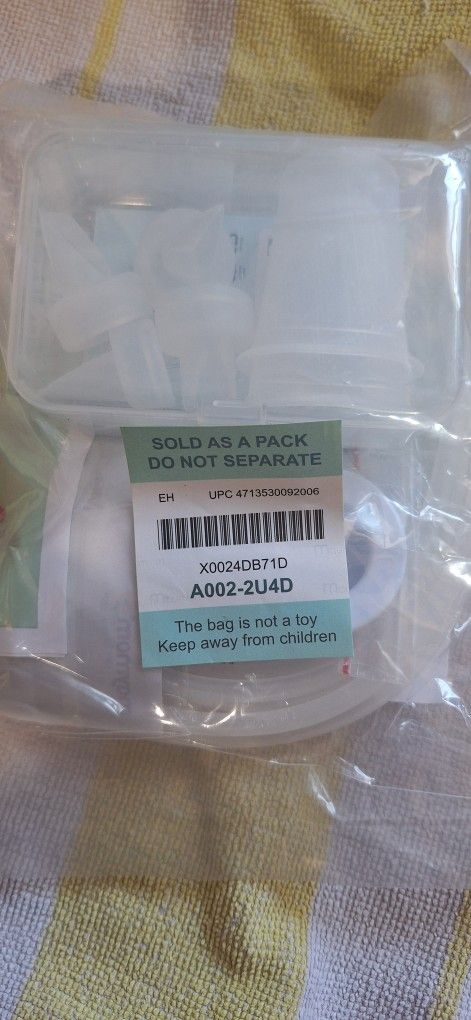 SOLD AS A PACK
DO NOT SEPARATE
EH UPC 4713530092006
X0024DB71D
A002-2U4D
The bag is not a toy
Keep away from children